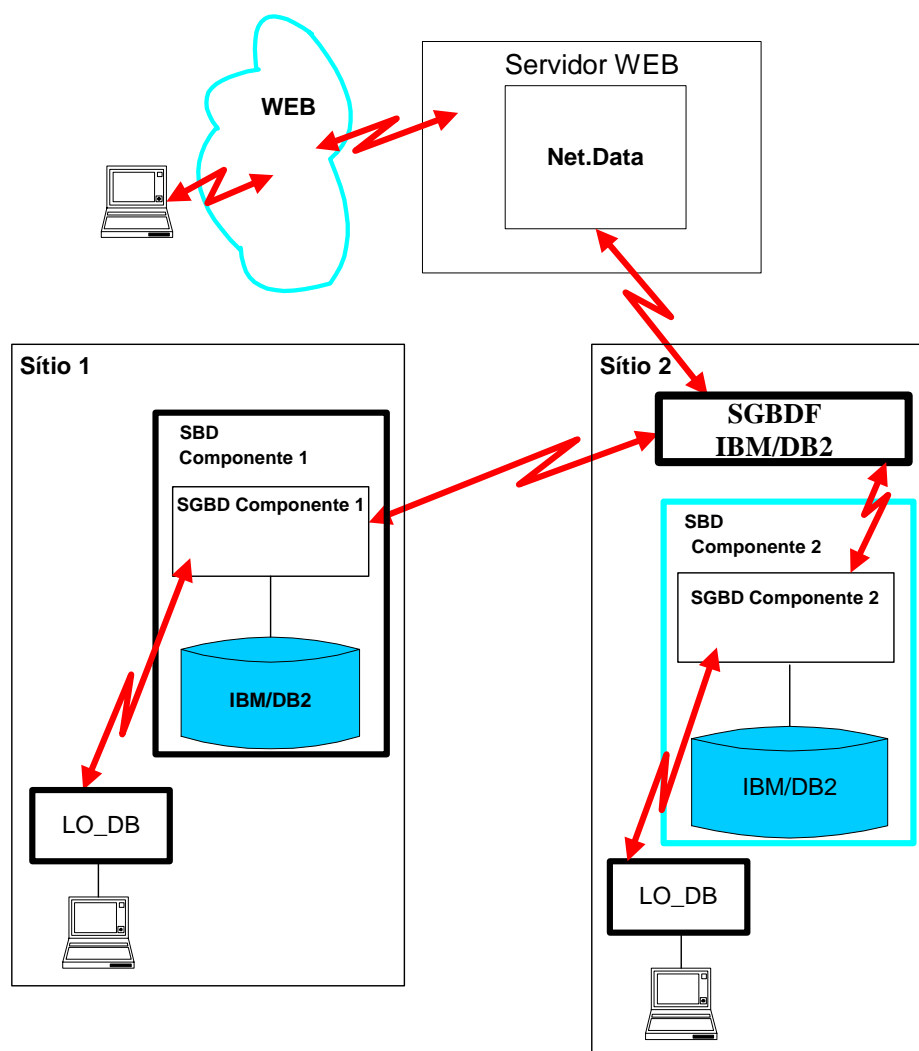 Servidor WEB
WEB
Net.Data
Sítio 1
SBD
Componente 1
SGBD Componente 1
IBM/DB2
LO_DB
Sítio 2
SGBDF
IBM/DB2
SBD
Componente 2
SGBD Componente 2
IBM/DB2
LO_DB